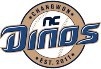 CHANGWON
NC
DINOS
EST. 2011